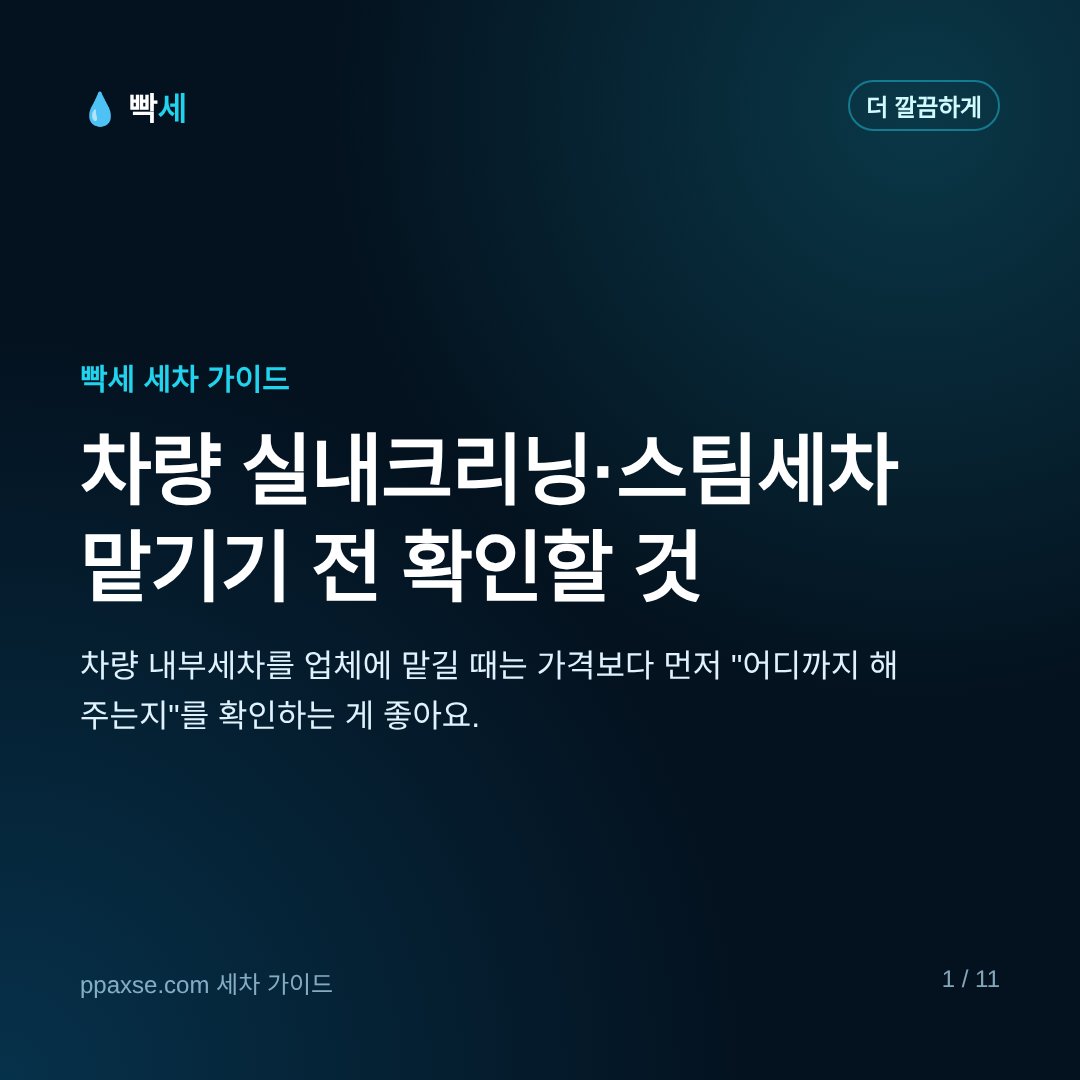 빡세
더 깔끔하게
빡세 세차 가이드
차량 실내크리닝·스팀세차
맡기기 전 확인할 것
차량 내부세차를 업체에 맡길 때는 가격보다 먼저 "어디까지 해
주는지"를 확인하는 게 좋아요.
ppaxse.com 세차 가이드
1 / 11